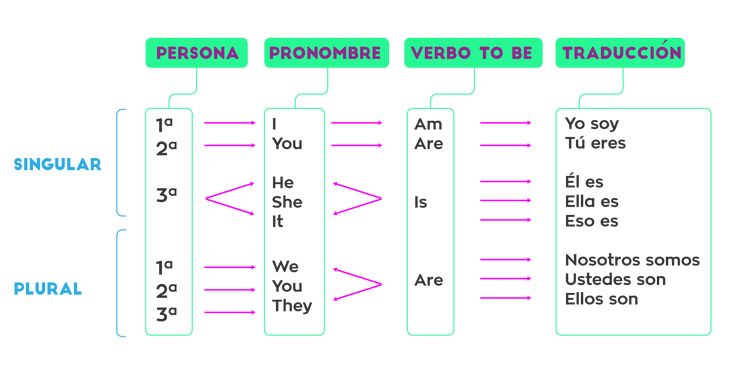 PERSONA PRONOMBRE VERBO TO BE TRADUCCIÓN
SINGULAR
1ª I Am Yo soy
2ª You Are Tú eres
3ª
He
She
It
Is
Él es
Ella es
Eso es
PLURAL
1ª We
2ª You
3ª They
Are
Nosotros somos
Ustedes son
Ellos son